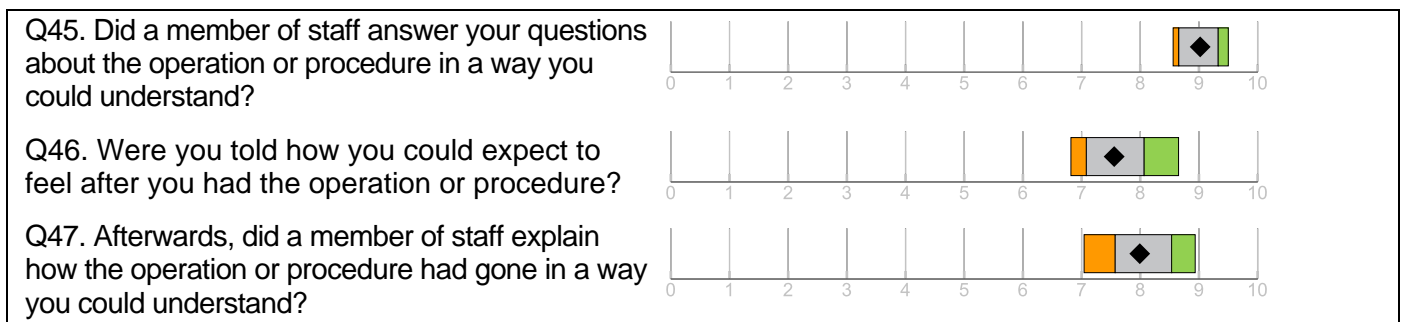 Q45. Did a member of staff answer your questions
about the operation or procedure in a way you
could understand?
0 1 2 3 4 5 6 7 8 9 10
Q46. Were you told how you could expect to
feel after you had the operation or procedure?
0 1 2 3 4 5 6 7 8 9 10
Q47. Afterwards, did a member of staff explain
how the operation or procedure had gone in a way
you could understand?
0 1 2 3 4 5 6 7 8 9 10